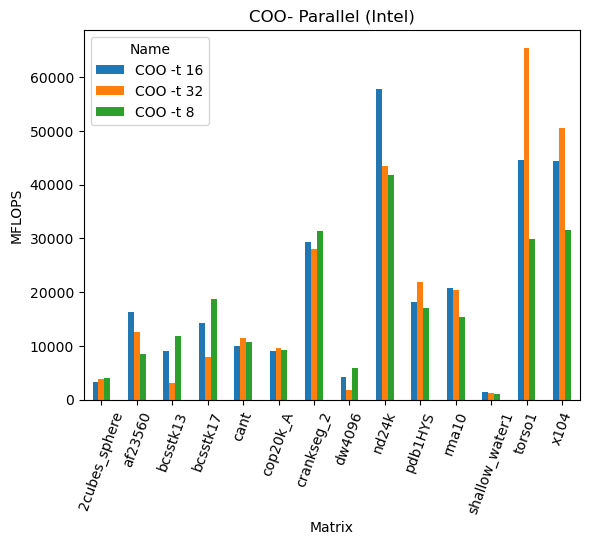 COO- Parallel (Intel)
Name
COO -t 16
COO -t 32
COO -t 8
MFLOPS
60000
50000
40000
30000
20000
10000
0
2cubes_sphere
af23560
bcsstk13
bcsstk17
cant
cop20k_A
crankseg_2
dw4096
nd24k
pdb1HYS
rma10
shallow_water1
torso1
x104
Matrix